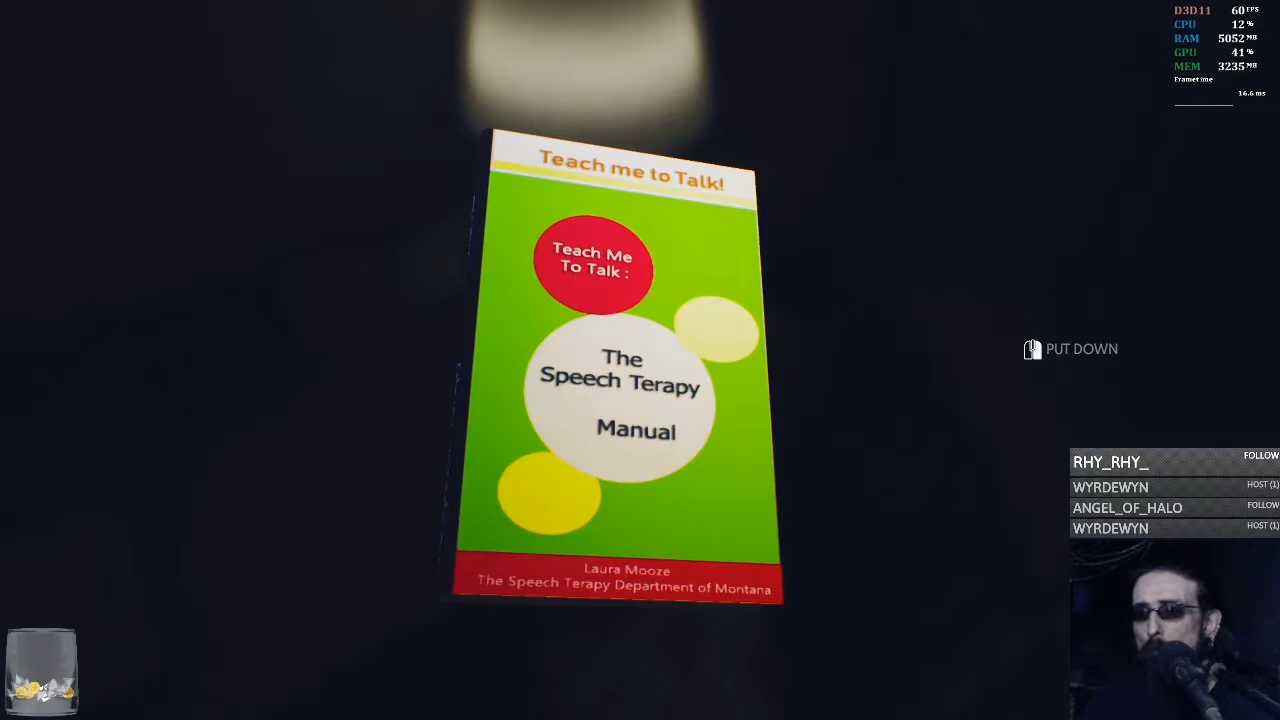 D3D11 60 FPS
CPU 12 %
RAM 5052 MB
GPU 41 %
MEM 3235 MB
Frametime
16.6 ms
Teach me to Talk!
Teach Me
To Talk :
The
Speech Terapy
Manual
Laura Mooze
The Speech Terapy Department of Montana
PUT DOWN
RHY_RHY_ FOLLOW
WYRDEWYN HOST (1)
ANGEL_OF_HALO FOLLOW
WYRDEWYN HOST (1)